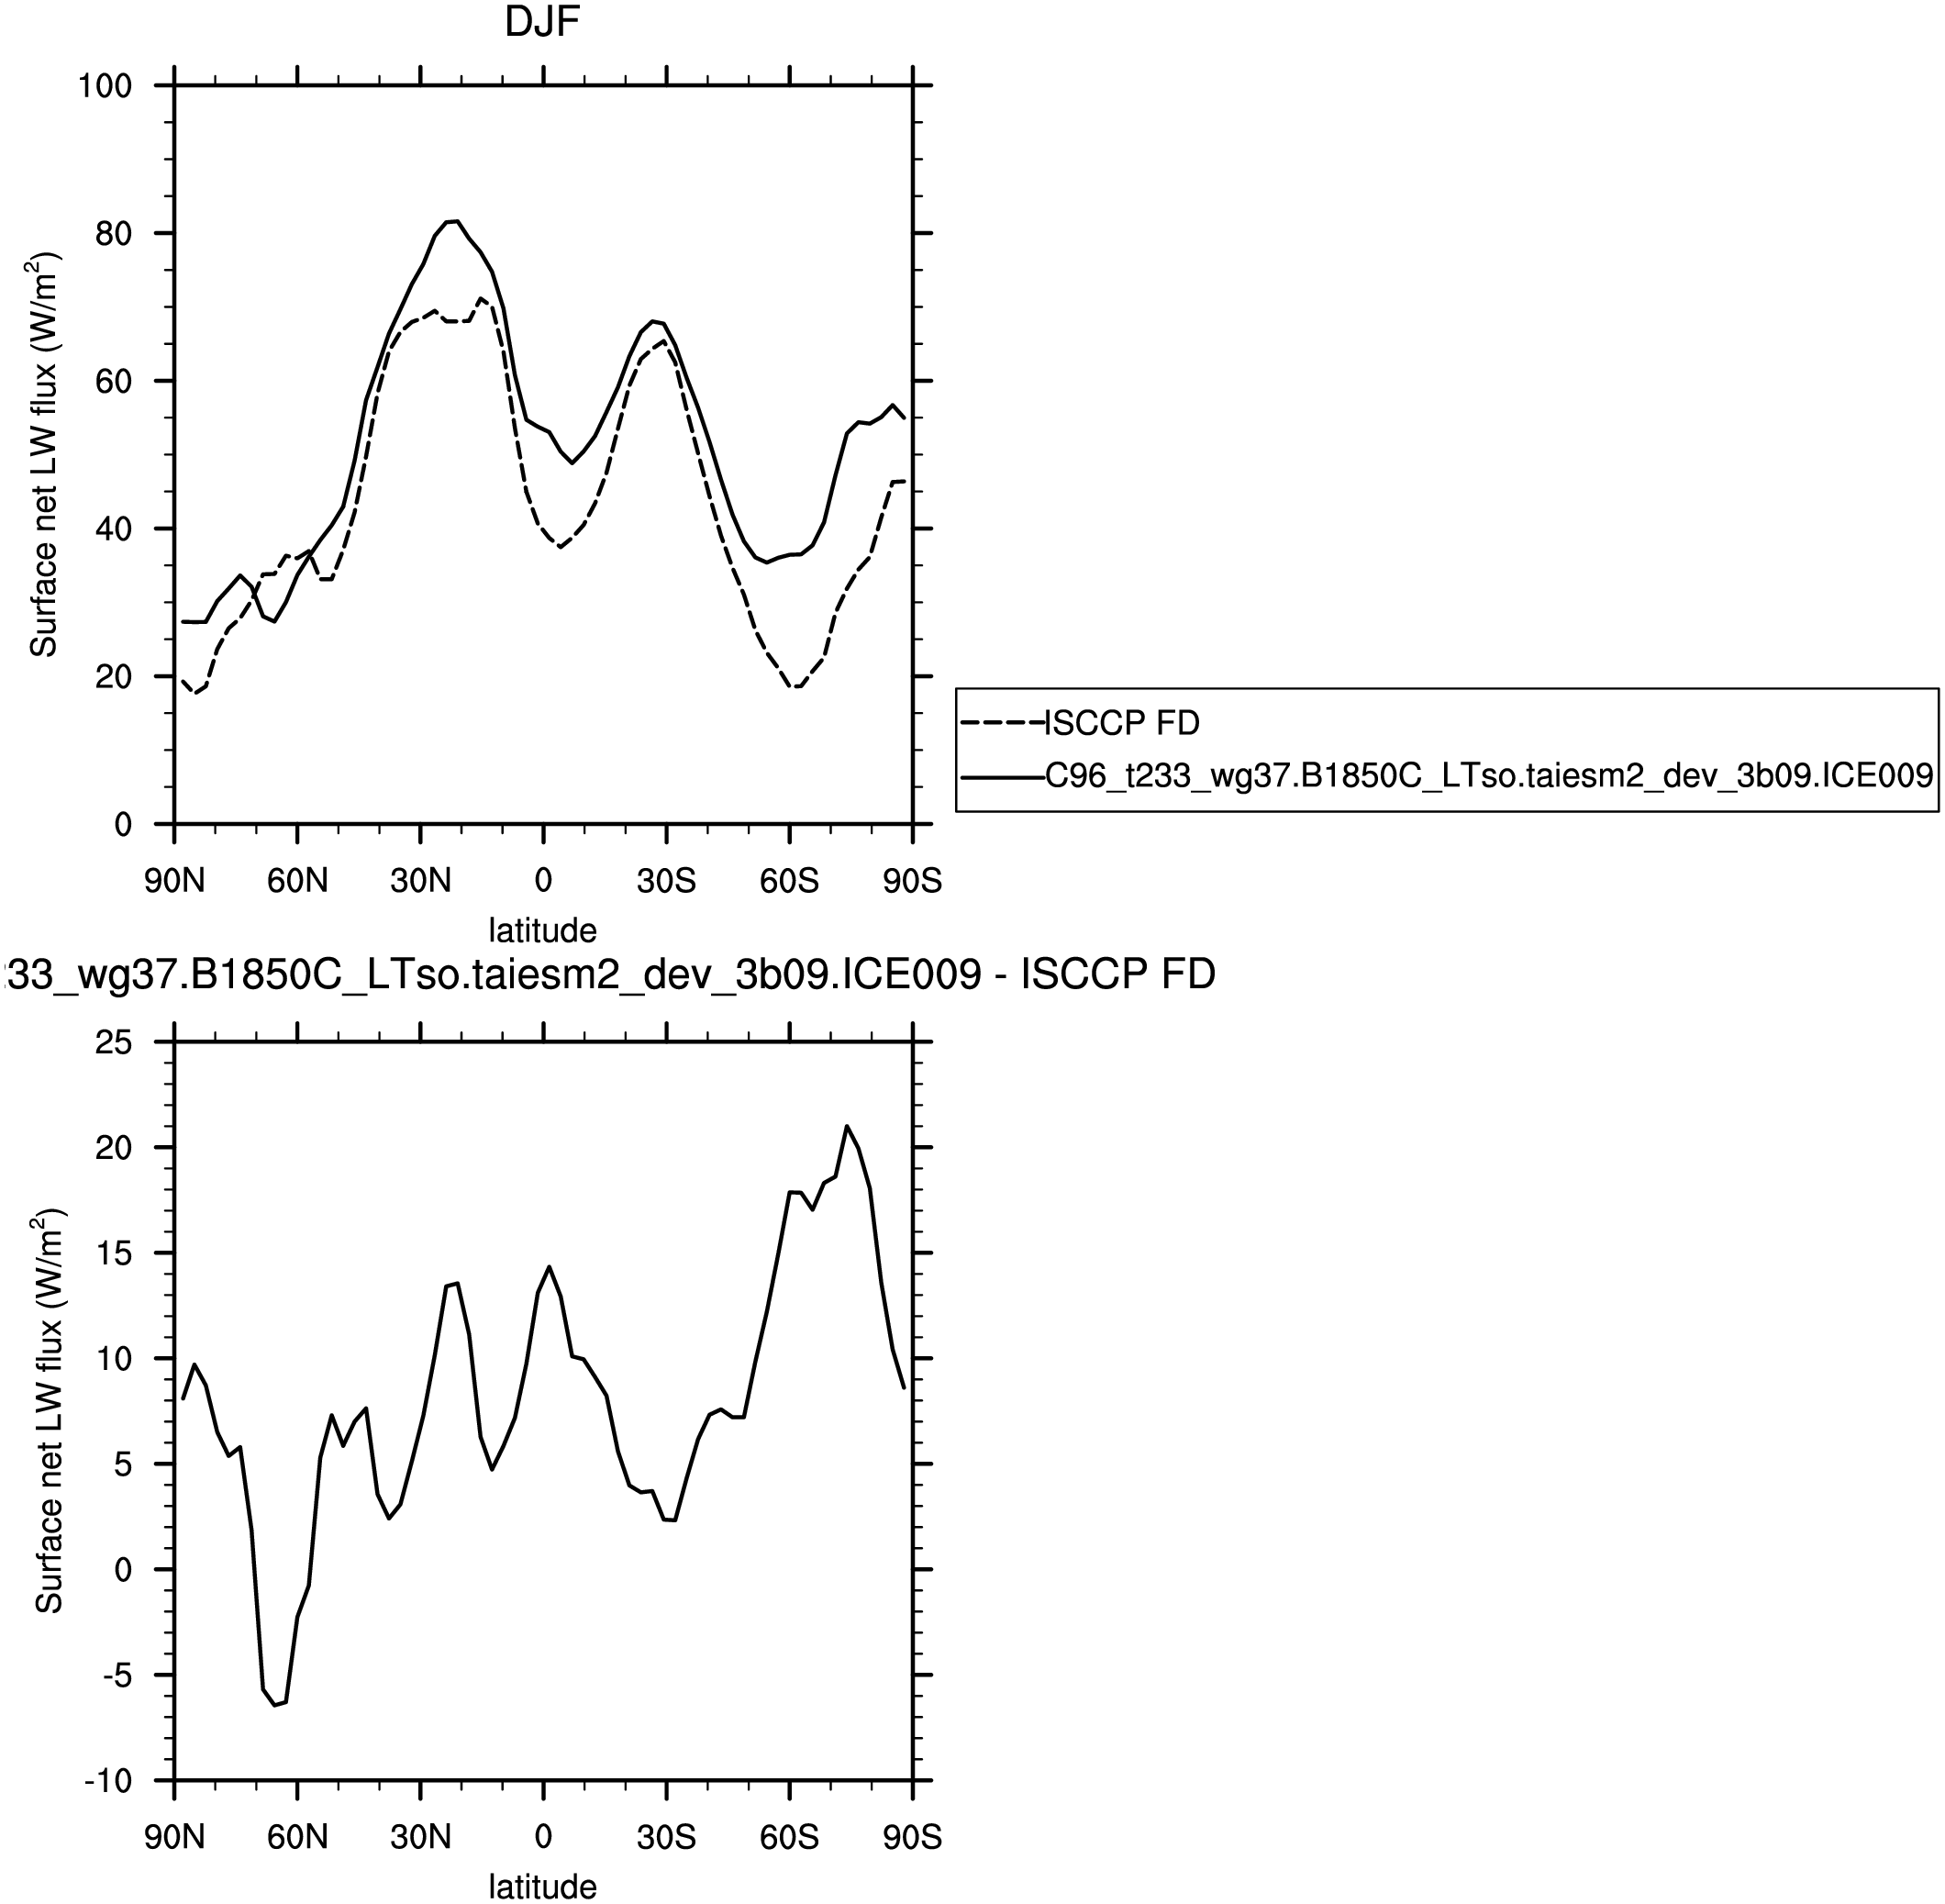 DJF
100
80
60
40
20
0
Surface net LW flux (W/m²)
90N 60N 30N 0 30S 60S 90S
latitude
ISCCP FD
C96_t233_wg37.B1850C_LTso.taiesm2_dev_3b09.ICE009
33_wg37.B1850C_LTso.taiesm2_dev_3b09.ICE009 - ISCCP FD
25
20
15
10
5
0
-5
-10
Surface net LW flux (W/m²)
90N 60N 30N 0 30S 60S 90S
latitude